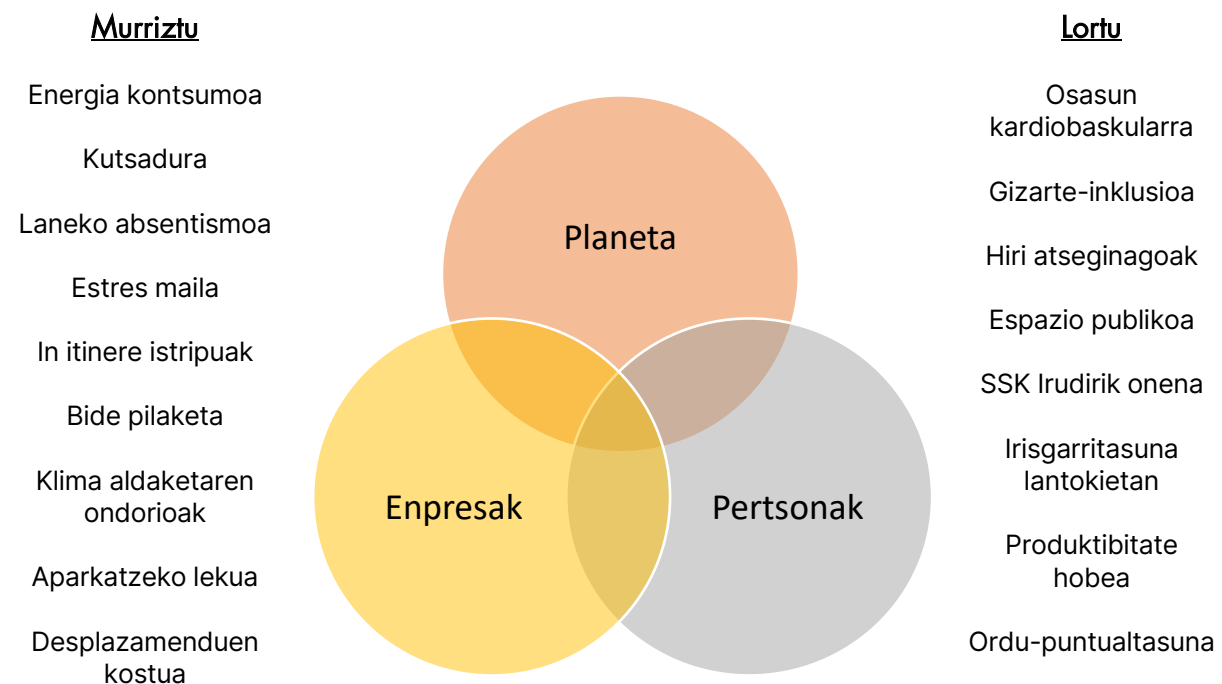 Murriztu
Energia kontsumoa
Kutsadura
Laneko absentismoa
Estres maila
In itinere istripuak
Bide pilaketa
Klima aldaketaren
ondorioak
Aparkatzeko lekua
Desplazamenduen
kostua
Planeta
Enpresak
Pertsonak
Lortu
Osasun
kardiobaskularra
Gizarte-inklusioa
Hiri atseginagoak
Espazio publikoa
SSK Irudirik onena
Irisgarritasuna
lantokietan
Produktibitate
hobea
Ordu-puntualtasuna